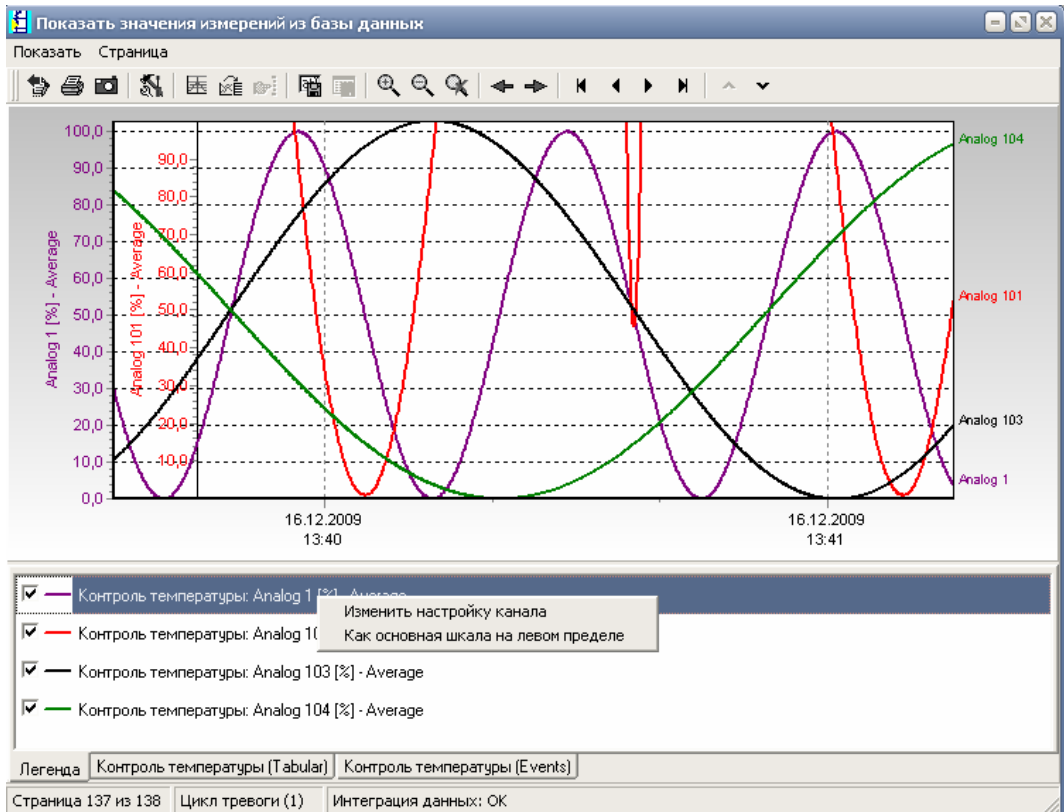 Показать значения измерений из базы данных
Показать Страница
100,0
90,0
80,0
70,0
60,0
50,0
40,0
30,0
20,0
10,0
0,0
Analog 1 [%] - Average
90,0
80,0
70,0
60,0
50,0
40,0
30,0
20,0
10,0
Analog 101 [%] - Average
Analog 104
Analog 101
Analog 103
Analog 1
16.12.2009
13:40
16.12.2009
13:41
Контроль температуры: Analog 1 [%] - Average
Изменить настройку канала
Контроль температуры: Analog 10
Как основная шкала на левом пределе
Контроль температуры: Analog 103 [%] - Average
Контроль температуры: Analog 104 [%] - Average
Легенда Контроль температуры (Tabular) Контроль температуры (Events)
Страница 137 из 138 Цикл тревоги (1) Интеграция данных: OK